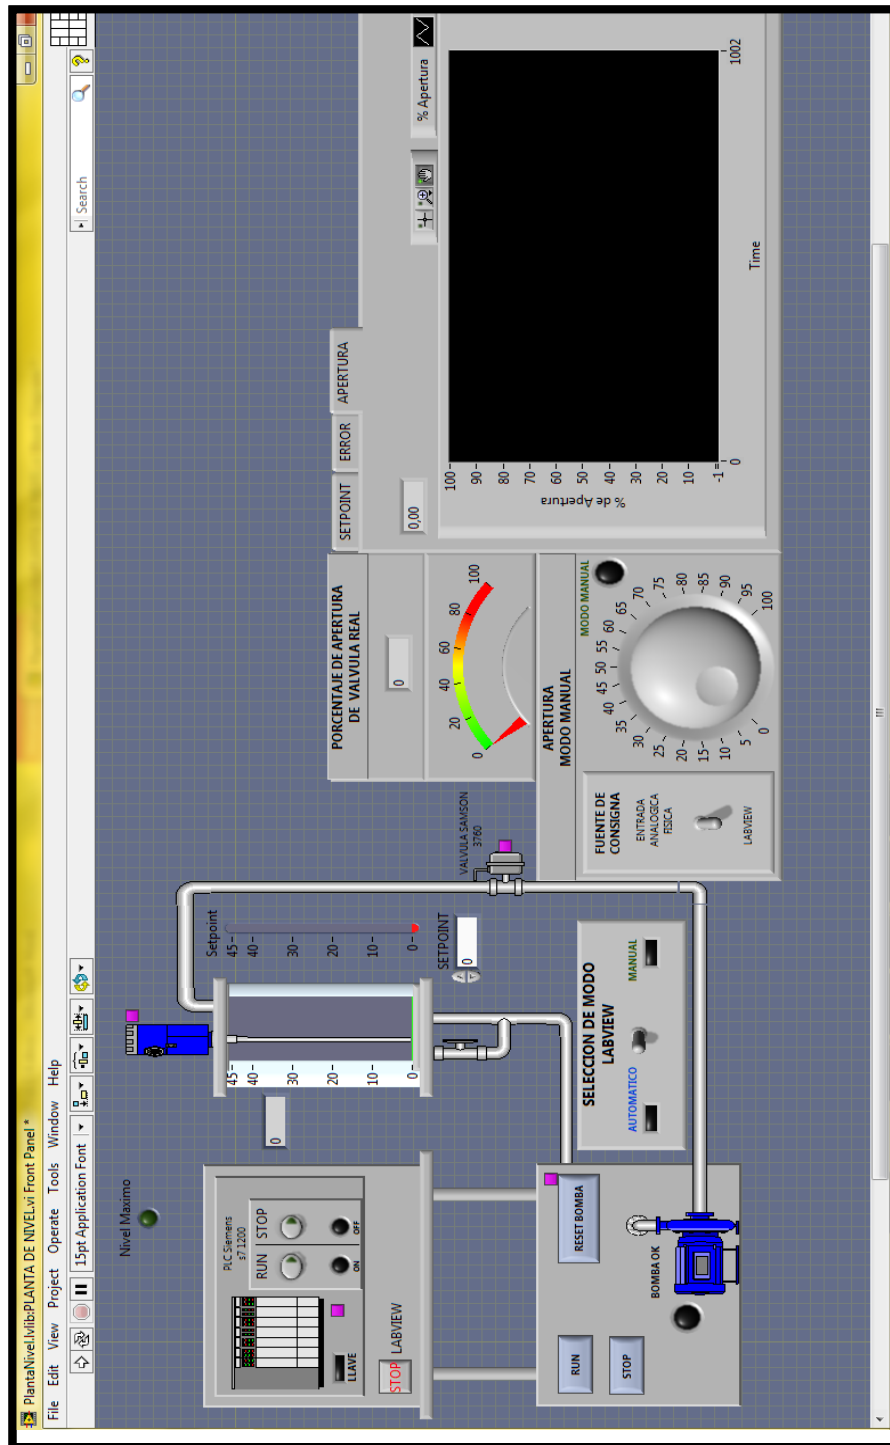 PlantaNivel.lvlib:PLANTA DE NIVEL.vi Front Panel *
File Edit View Project Operate Tools Window Help
15pt Application Font
Search
Nivel Maximo
PLC Siemens
s7 1200
RUN STOP
ON OFF
LLAVE
STOP LABVIEW
0
45
40
30
20
10
0
45
40
30
20
10
0
Setpoint
45
40
30
20
10
0
SETPOINT
0
VALVULA SAMSON
3760
RUN
STOP
RESET BOMBA
BOMBA OK
SELECCION DE MODO
LABVIEW
AUTOMATICO
MANUAL
PORCENTAJE DE APERTURA
DE VALVULA REAL
0
0 20 40 60 80 100
APERTURA
MODO MANUAL
MODO MANUAL
FUENTE DE
CONSIGNA
ENTRADA
ANALOGICA
FISICA
LABVIEW
0 5 10 15 20 25 30 35 40 45 50 55 60 65 70 75 80 85 90 95 100
SETPOINT ERROR APERTURA
0,00
% Apertura
% de Apertura
100
90
80
70
60
50
40
30
20
10
-1
0 1002
Time